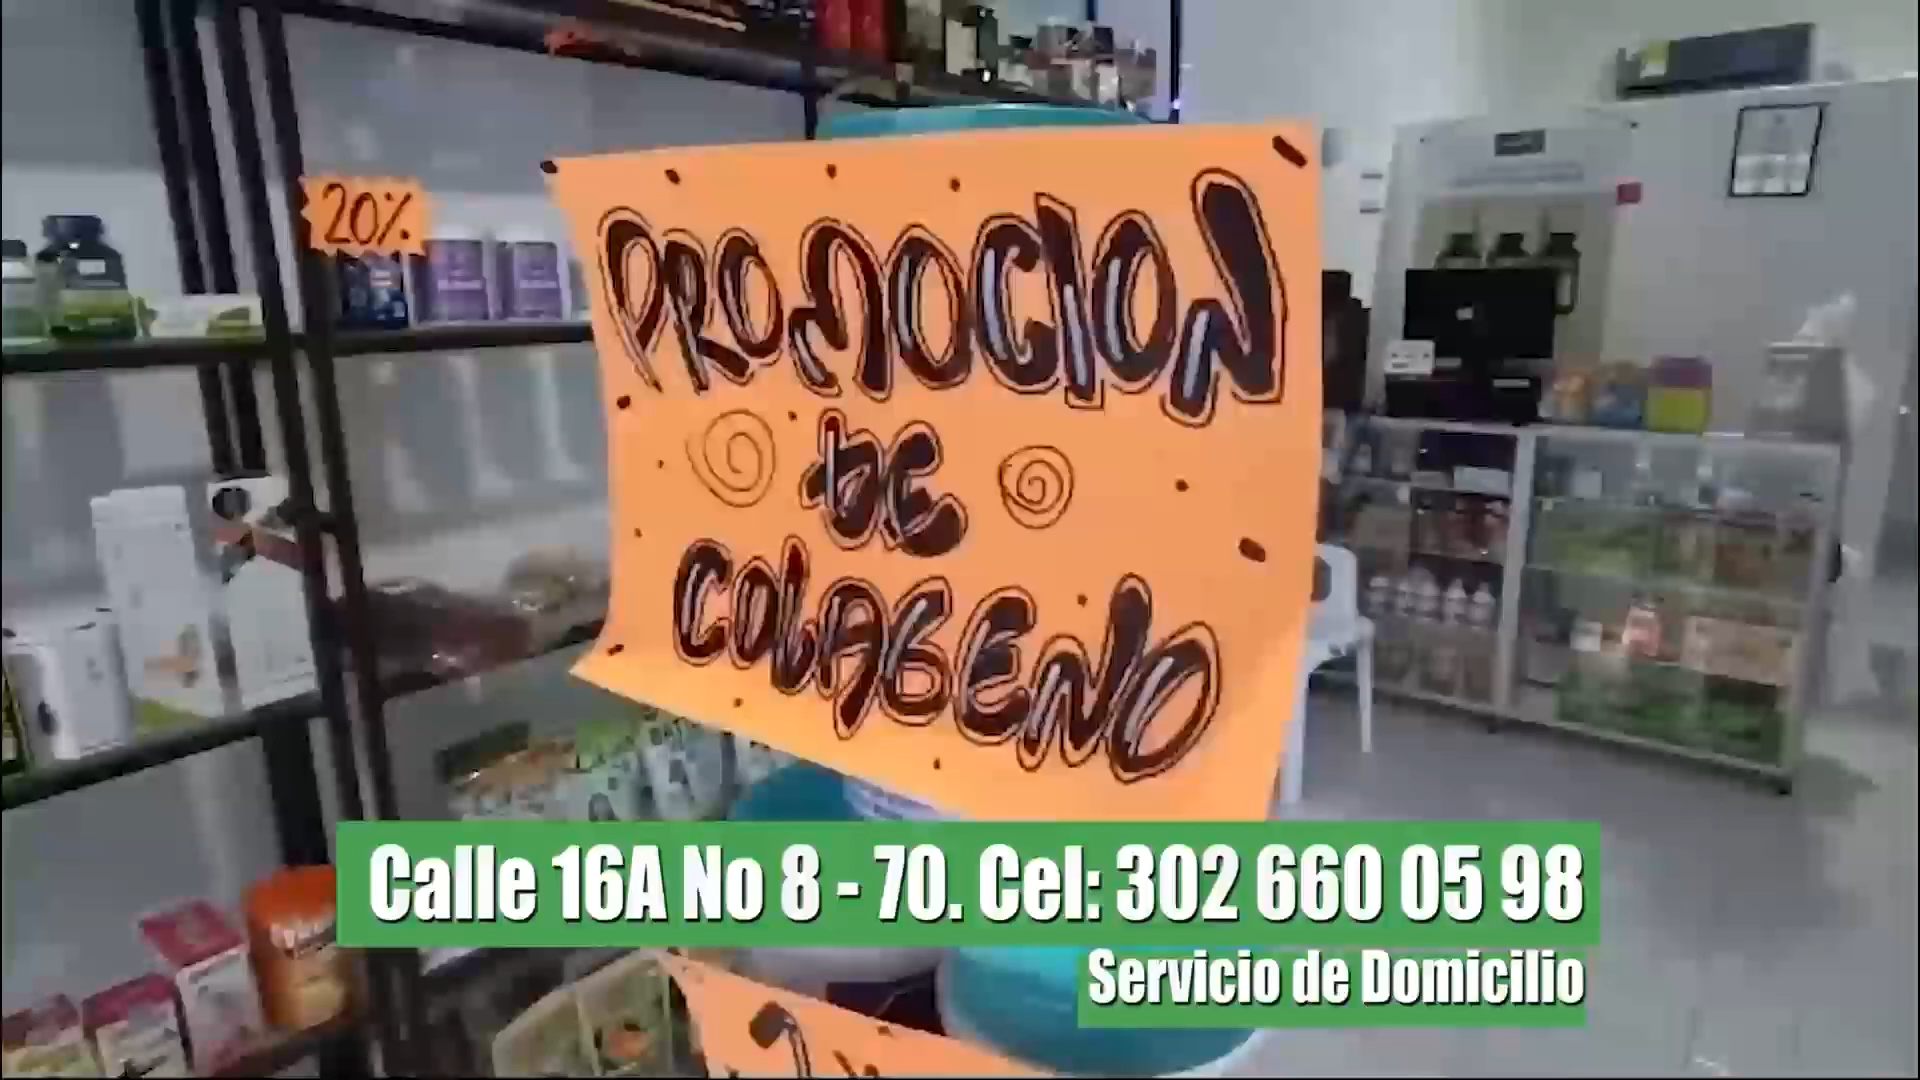 20%
PROMOCION
DE
COLAGENO
Calle 16A No 8 - 70. Cel: 302 660 05 98
Servicio de Domicilio